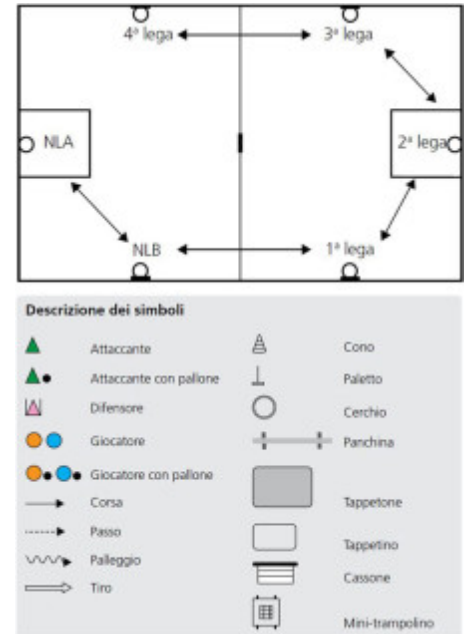 4ª lega
3ª lega
NLA
2ª lega
NLB
1ª lega
Descrizione dei simboli
Attaccante
Attaccante con pallone
Difensore
Giocatore
Giocatore con pallone
Corsa
Passo
Palleggio
Tiro
Cono
Paletto
Cerchio
Panchina
Tappetone
Tappetino
Cassone
Mini-trampolino